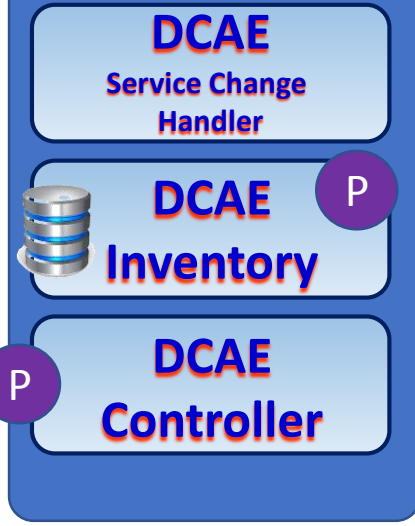 DCAE
Service Change
Handler
P
DCAE
Inventory
P
DCAE
Controller